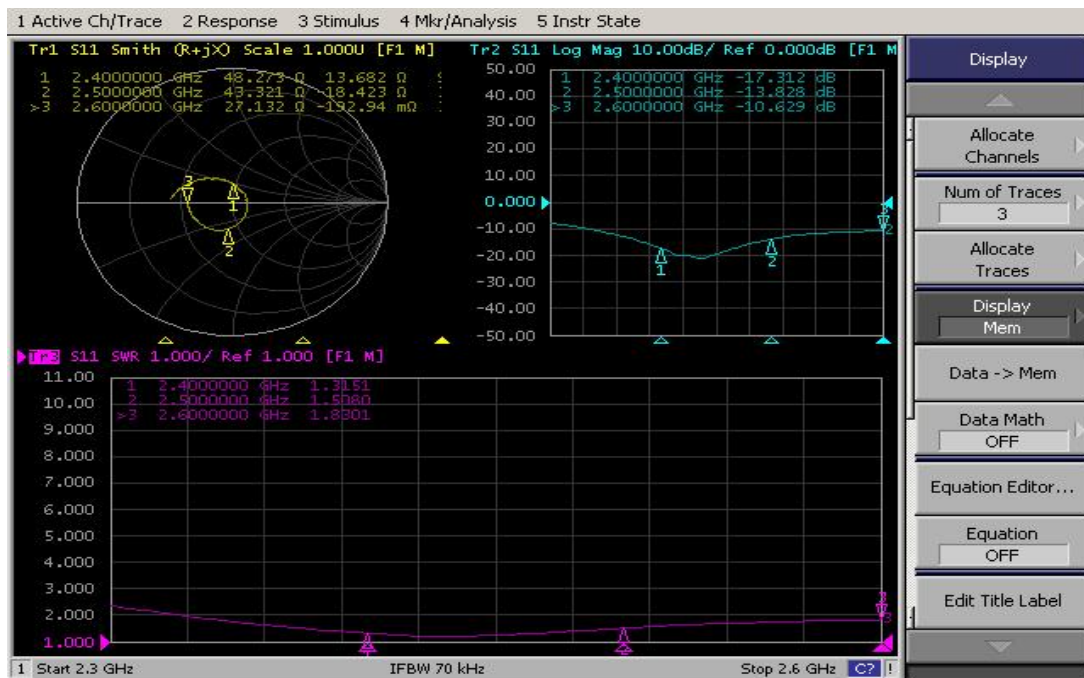 1 Active Ch/Trace 2 Response 3 Stimulus 4 Mkr/Analysis 5 Instr State
Tr1 S11 Smith (R+jX) Scale 1.000U [F1 M]
1 2.4000000 GHz 48.273 Ω 13.682 Ω
2 2.5000000 GHz 43.321 Ω -18.423 Ω
>3 2.6000000 GHz 27.132 Ω -192.94 mΩ
3
1
2
Tr2 S11 Log Mag 10.00dB/ Ref 0.000dB [F1 M
50.00
40.00
30.00
20.00
10.00
0.000
-10.00
-20.00
-30.00
-40.00
-50.00
1 2.4000000 GHz -17.312 dB
2 2.5000000 GHz -13.828 dB
>3 2.6000000 GHz -10.629 dB
1
2
Tr3 S11 SWR 1.000/ Ref 1.000 [F1 M]
11.00
10.00
9.000
8.000
7.000
6.000
5.000
4.000
3.000
2.000
1.000
1 2.4000000 GHz 1.3151
2 2.5000000 GHz 1.5080
>3 2.6000000 GHz 1.8301
1 Start 2.3 GHz IFBW 70 kHz Stop 2.6 GHz C? !
Display
Allocate
Channels
Num of Traces
3
Allocate
Traces
Display
Mem
Data -> Mem
Data Math
OFF
Equation Editor...
Equation
OFF
Edit Title Label